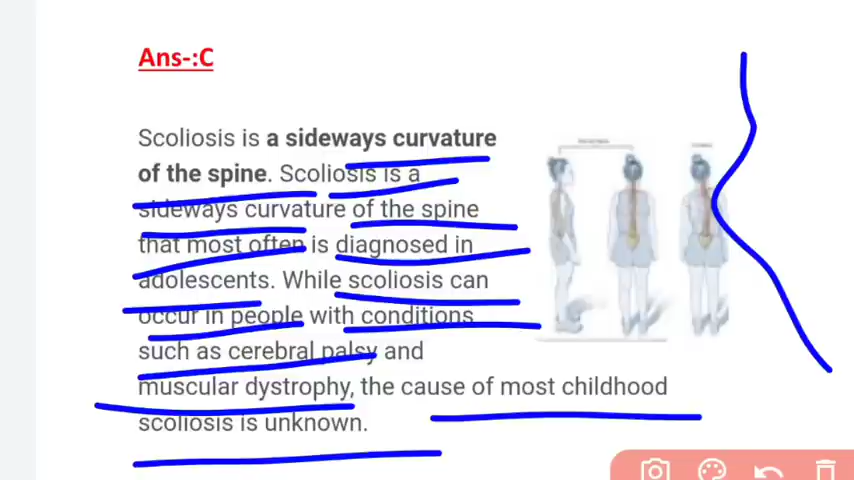 Ans-:C
Scoliosis is a sideways curvature
of the spine. Scoliosis is a
sideways curvature of the spine
that most often is diagnosed in
adolescents. While scoliosis can
occur in people with conditions
such as cerebral palsy and
muscular dystrophy, the cause of most childhood
scoliosis is unknown.